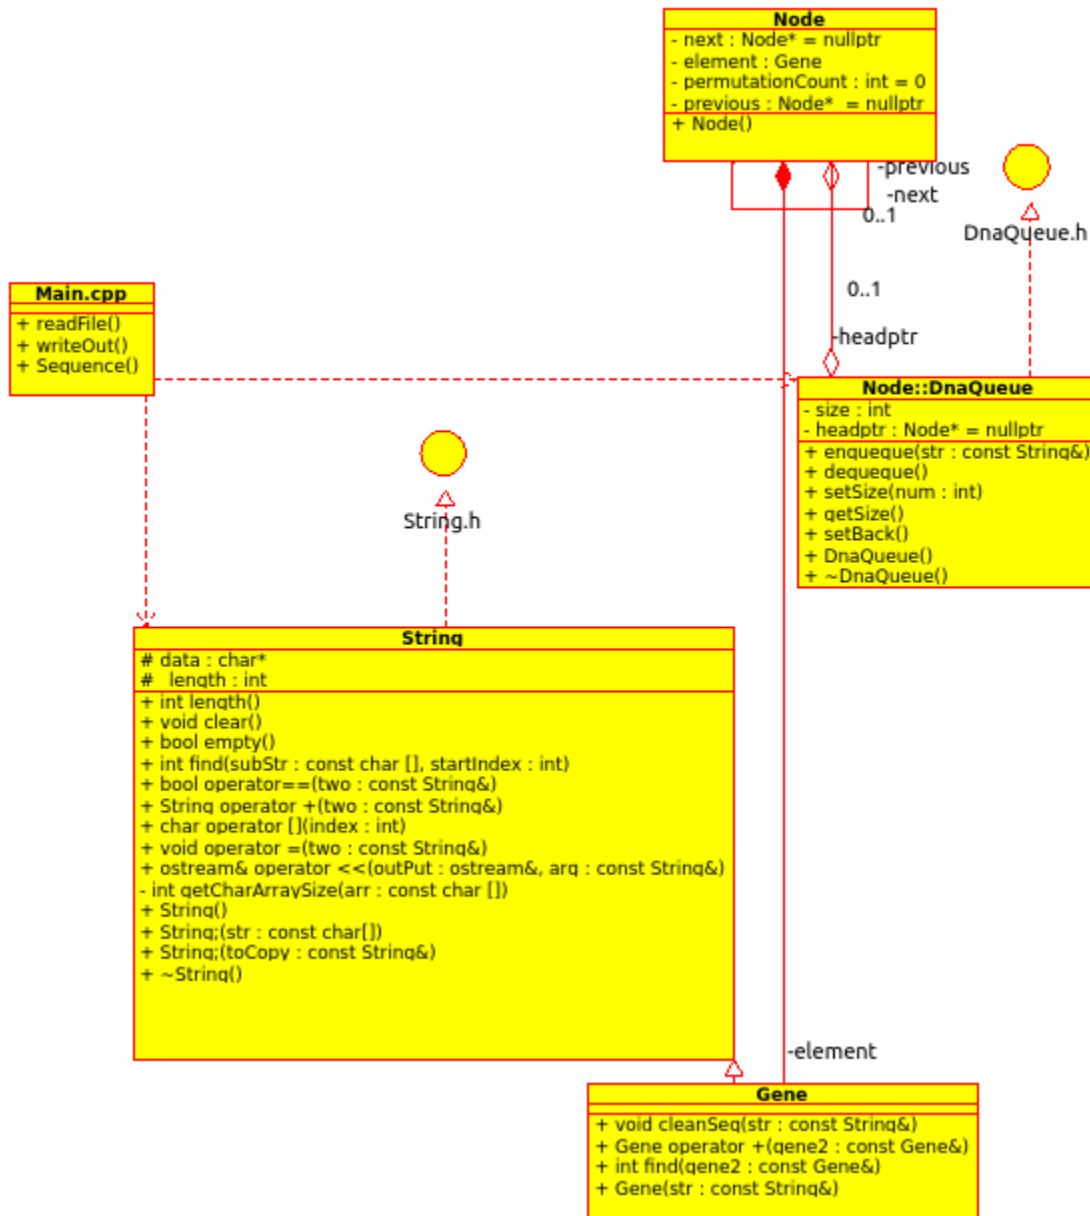 Node
- next : Node* = nullptr
- element : Gene
- permutationCount : int = 0
- previous : Node*  = nullptr
+ Node()
-previous
-next
0..1
DnaQueue.h
0..1
-headptr
Main.cpp
+ readFile()
+ writeOut()
+ Sequence()
Node::DnaQueue
- size : int
- headptr : Node* = nullptr
+ enqueque(str : const String&)
+ dequeque()
+ setSize(num : int)
+ getSize()
+ setBack()
+ DnaQueue()
+ ~DnaQueue()
String.h
String
# data : char*
#  length : int
+ int length()
+ void clear()
+ bool empty()
+ int find(subStr : const char [], startIndex : int)
+ bool operator==(two : const String&)
+ String operator +(two : const String&)
+ char operator [](index : int)
+ void operator =(two : const String&)
+ ostream& operator <<(outPut : ostream&, arg : const String&)
- int getCharArraySize(arr : const char [])
+ String()
+ String;(str : const char[])
+ String;(toCopy : const String&)
+ ~String()
-element
Gene
+ void cleanSeq(str : const String&)
+ Gene operator +(gene2 : const Gene&)
+ int find(gene2 : const Gene&)
+ Gene(str : const String&)